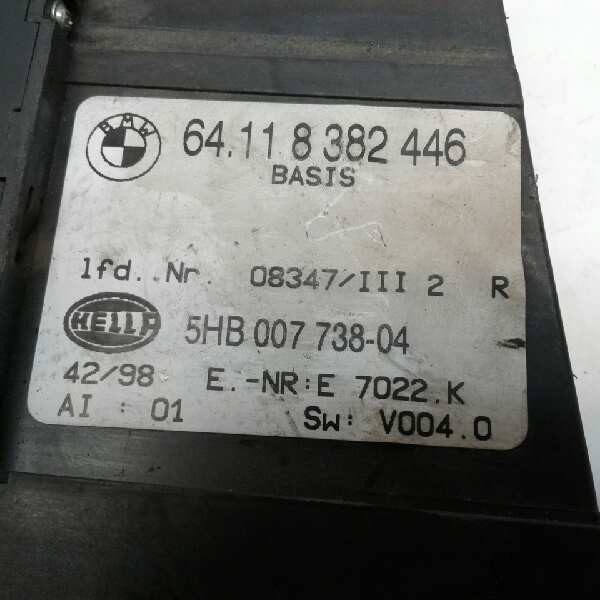 BMW
64.11 8 382 446
BASIS
lfd..Nr. 08347/III 2 R
HELLA
5HB 007 738-04
42/98 E.-NR:E 7022.K
AI : 01 Sw: V004.0